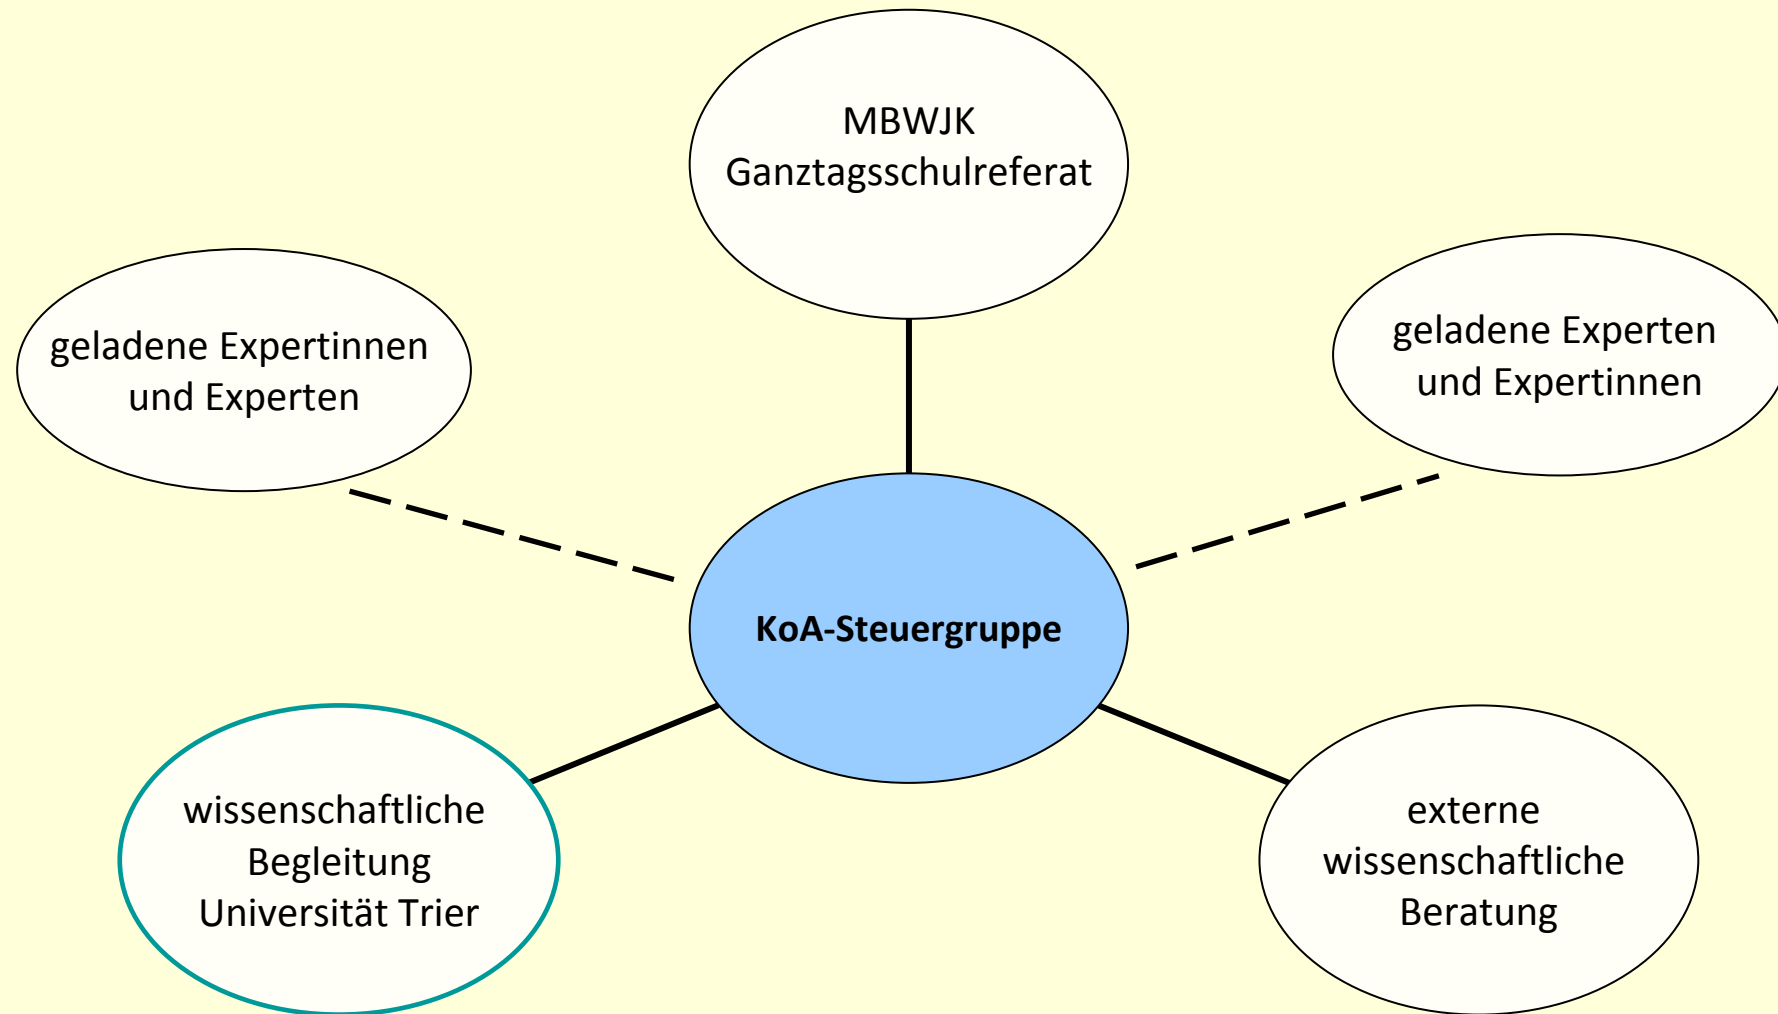 MBWJK
Ganztagsschulreferat
geladene Expertinnen
und Experten
geladene Experten
und Expertinnen
KoA-Steuergruppe
wissenschaftliche
Begleitung
Universität Trier
externe
wissenschaftliche
Beratung